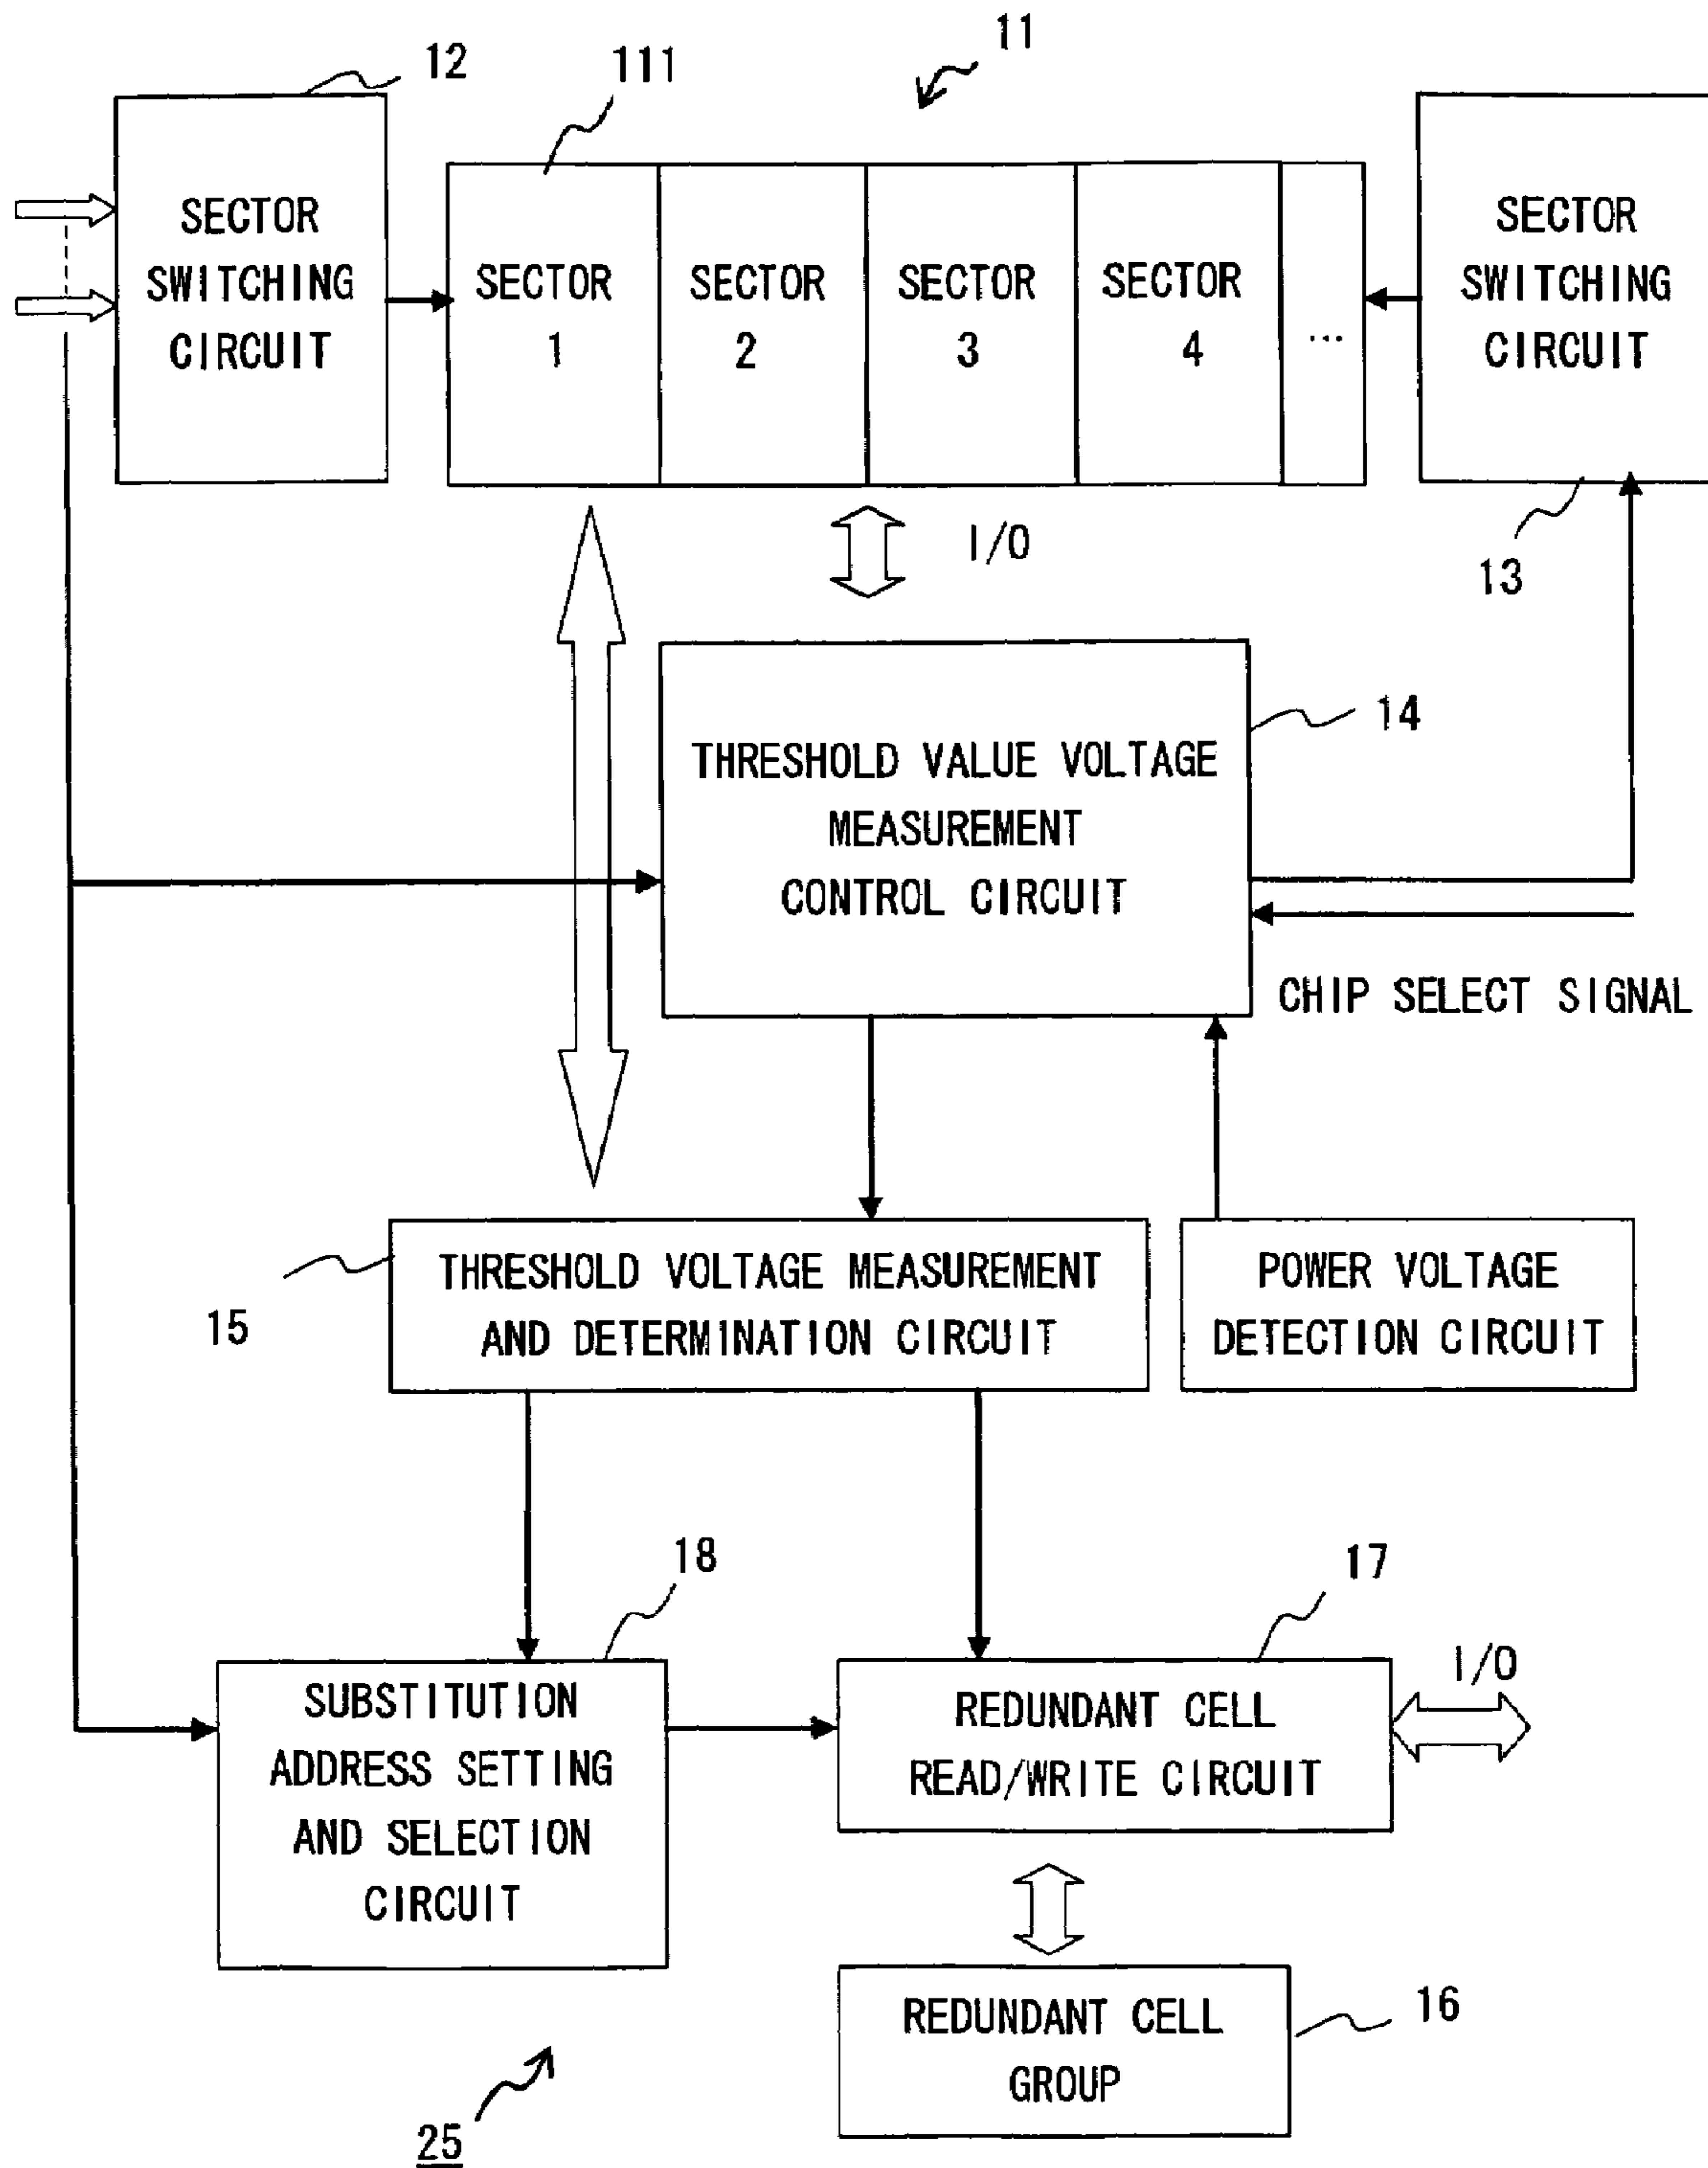 11
12
111
SECTOR
SWITCHING
CIRCUIT
SECTOR
1
SECTOR
2
SECTOR
3
SECTOR
4
...
SECTOR
SWITCHING
CIRCUIT
I/O
13
14
THRESHOLD VALUE VOLTAGE
MEASUREMENT
CONTROL CIRCUIT
CHIP SELECT SIGNAL
15
THRESHOLD VOLTAGE MEASUREMENT
AND DETERMINATION CIRCUIT
POWER VOLTAGE
DETECTION CIRCUIT
18
17
SUBSTITUTION
ADDRESS SETTING
AND SELECTION
CIRCUIT
REDUNDANT CELL
READ/WRITE CIRCUIT
I/O
REDUNDANT CELL
GROUP
16
25